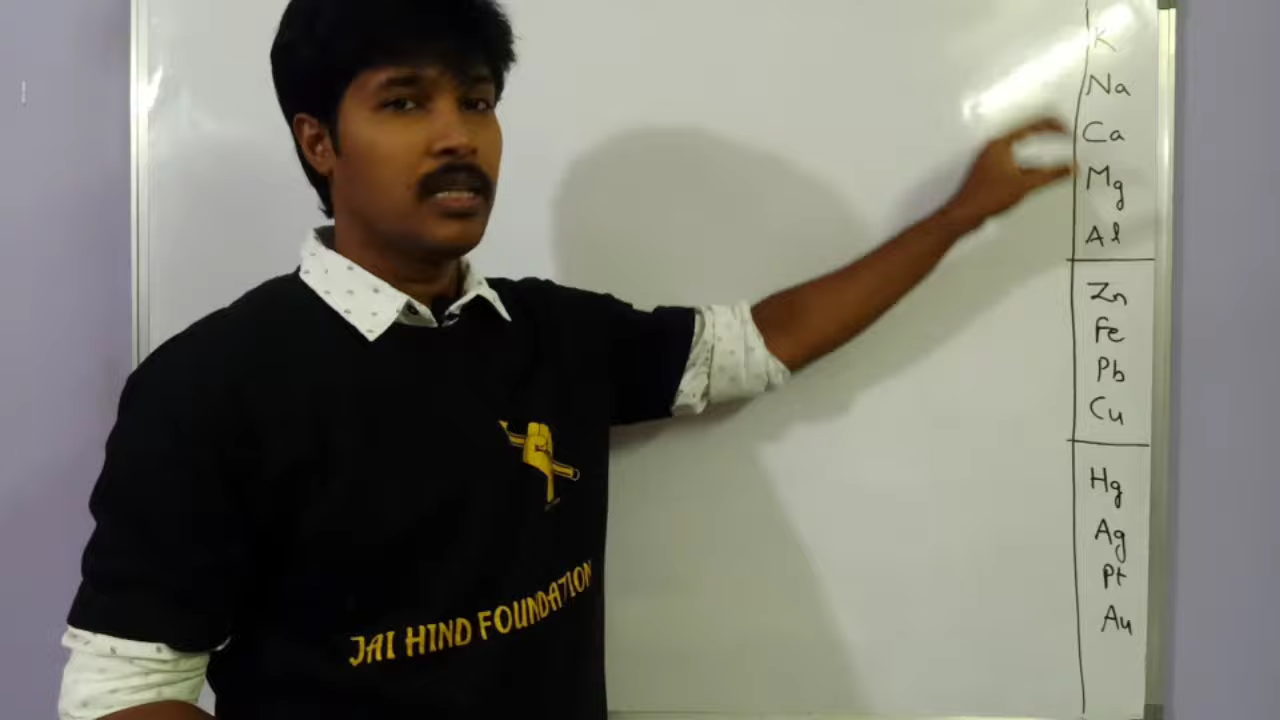 K
Na
Ca
Mg
Al
Zn
Fe
Pb
Cu
Hg
Ag
Pt
Au
JAI HIND FOUNDATION